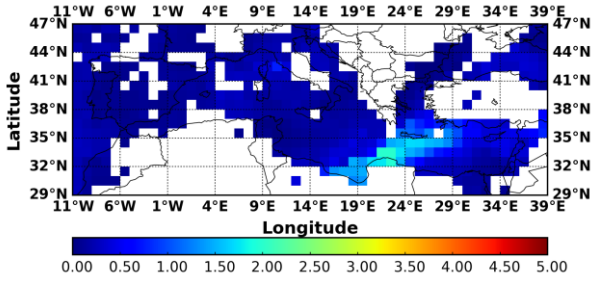 11°W 6°W 1°W 4°E 9°E 14°E 19°E 24°E 29°E 34°E 39°E
47°N 47°N
44°N 44°N
41°N 41°N
38°N 38°N
35°N 35°N
32°N 32°N
29°N 29°N
11°W 6°W 1°W 4°E 9°E 14°E 19°E 24°E 29°E 34°E 39°E
Latitude
Longitude
0.00 0.50 1.00 1.50 2.00 2.50 3.00 3.50 4.00 4.50 5.00